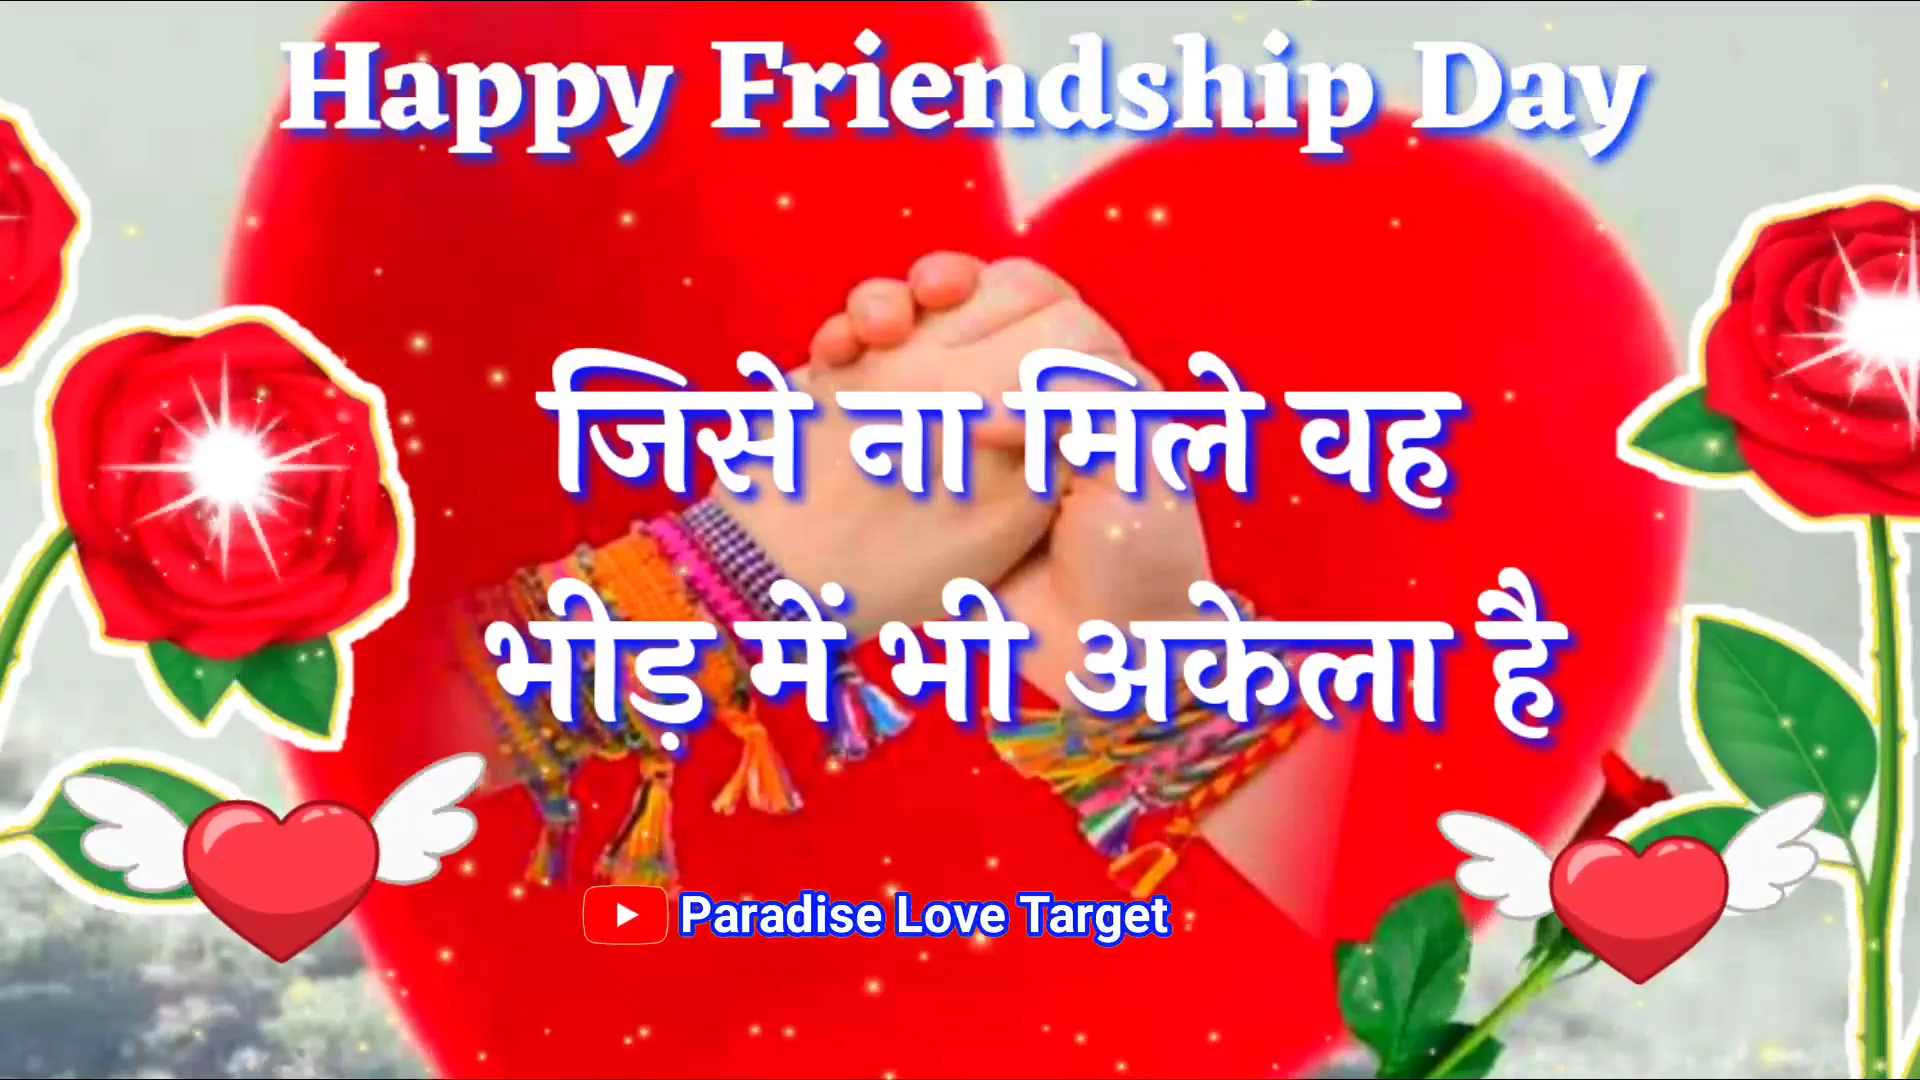 Happy Friendship Day
जिसे ना मिले वह
भीड़ में भी अकेला है
Paradise Love Target